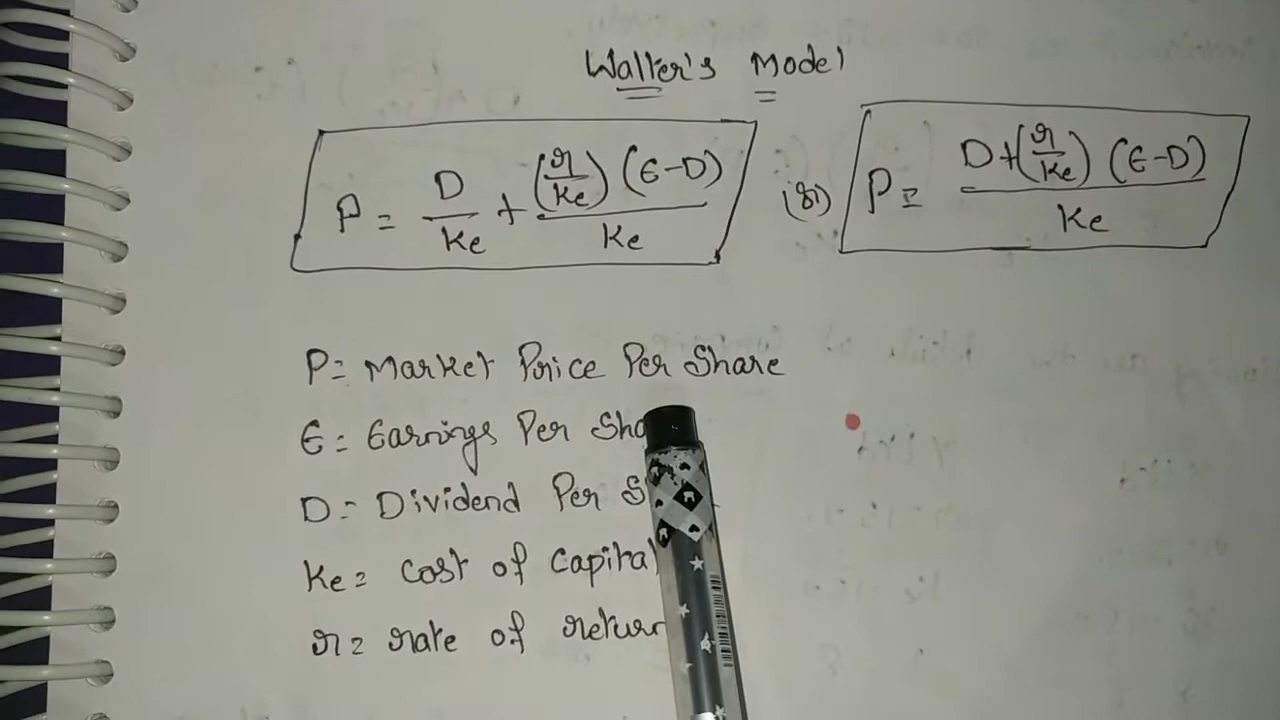 Walter's Model
P = D/Ke + (r/Ke) (E-D)/Ke (or) P = D+(r/Ke) (E-D)/Ke
P = Market Price Per Share
E = Earnings Per
D = Dividend Per
Ke = Cost of Capital
r = rate of return